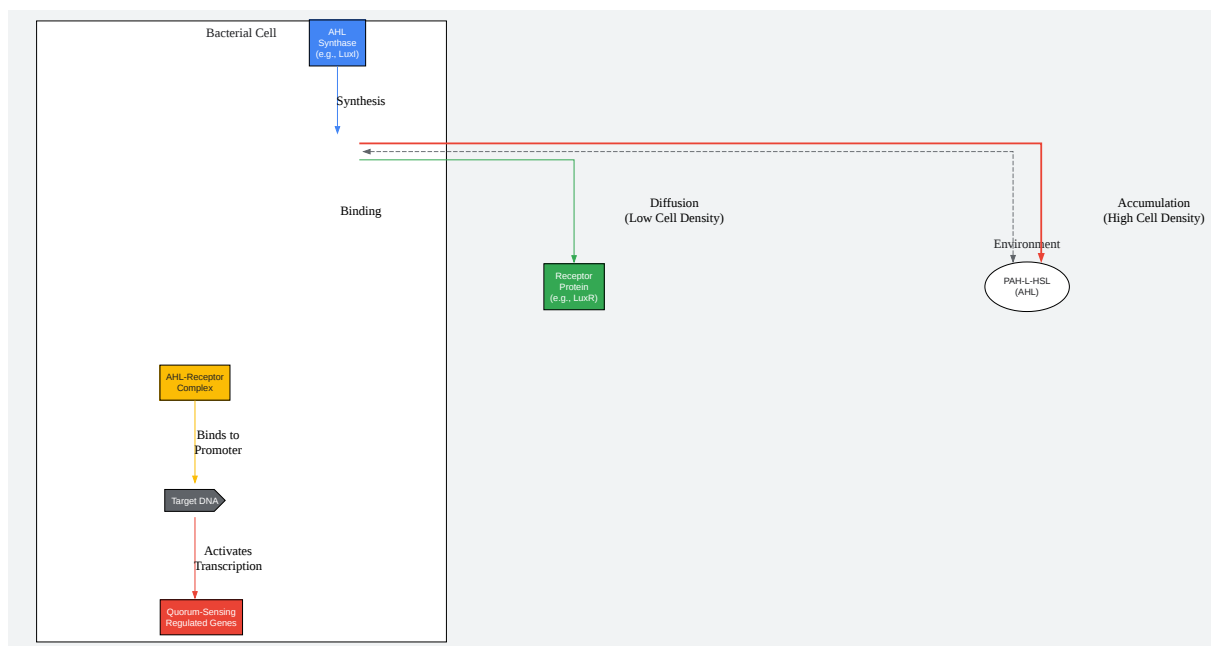 Bacterial Cell
AHL
Synthase
(e.g., LuxI)
Synthesis
Binding
Diffusion
(Low Cell Density)
Accumulation
(High Cell Density)
Environment
Receptor
Protein
(e.g., LuxR)
PAH-L-HSL
(AHL)
AHL-Receptor
Complex
Binds to
Promoter
Target DNA
Activates
Transcription
Quorum-Sensing
Regulated Genes